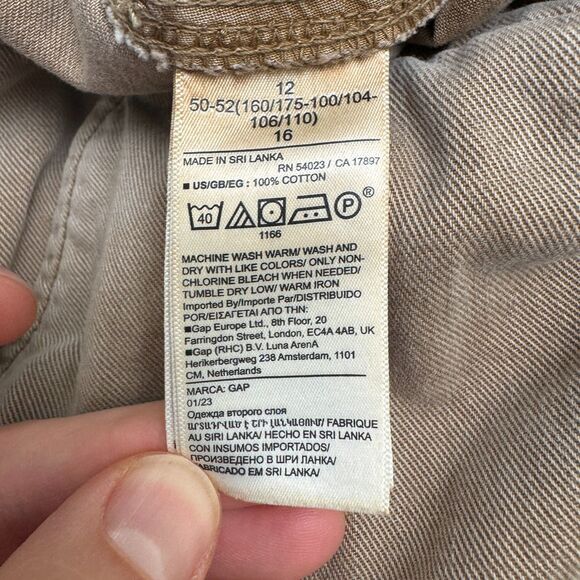 12
50-52(160/175-100/104-
106/110)
16
MADE IN SRI LANKA
RN 54023 / CA 17897
■ US/GB/EG : 100% COTTON
40 P ®
1166
MACHINE WASH WARM/ WASH AND
DRY WITH LIKE COLORS/ ONLY NON-
CHLORINE BLEACH WHEN NEEDED/
TUMBLE DRY LOW/ WARM IRON
Imported By/Importe Par/DISTRIBUIDO
POR/ΕΙΣΑΓΕΤΑΙ ΑΠΟ ΤΗΝ:
■Gap Europe Ltd., 8th Floor, 20
Farringdon Street, London, EC4A 4AB, UK
■Gap (RHC) B.V. Luna ArenA
Herikerbergweg 238 Amsterdam, 1101
CM, Netherlands
MARCA: GAP
01/23
Одежда второго слоя
ԱՐՏԱԴՐՎԱԾ Է ՇՐԻ ԼԱՆԿԱՅՈՒՄ/ FABRIQUE
AU SIRI LANKA/ HECHO EN SRI LANKA
CON INSUMOS IMPORTADOS/
ПРОИЗВЕДЕНО В ШРИ ЛАНКА/
FABRICADO EM SRI LANKA/